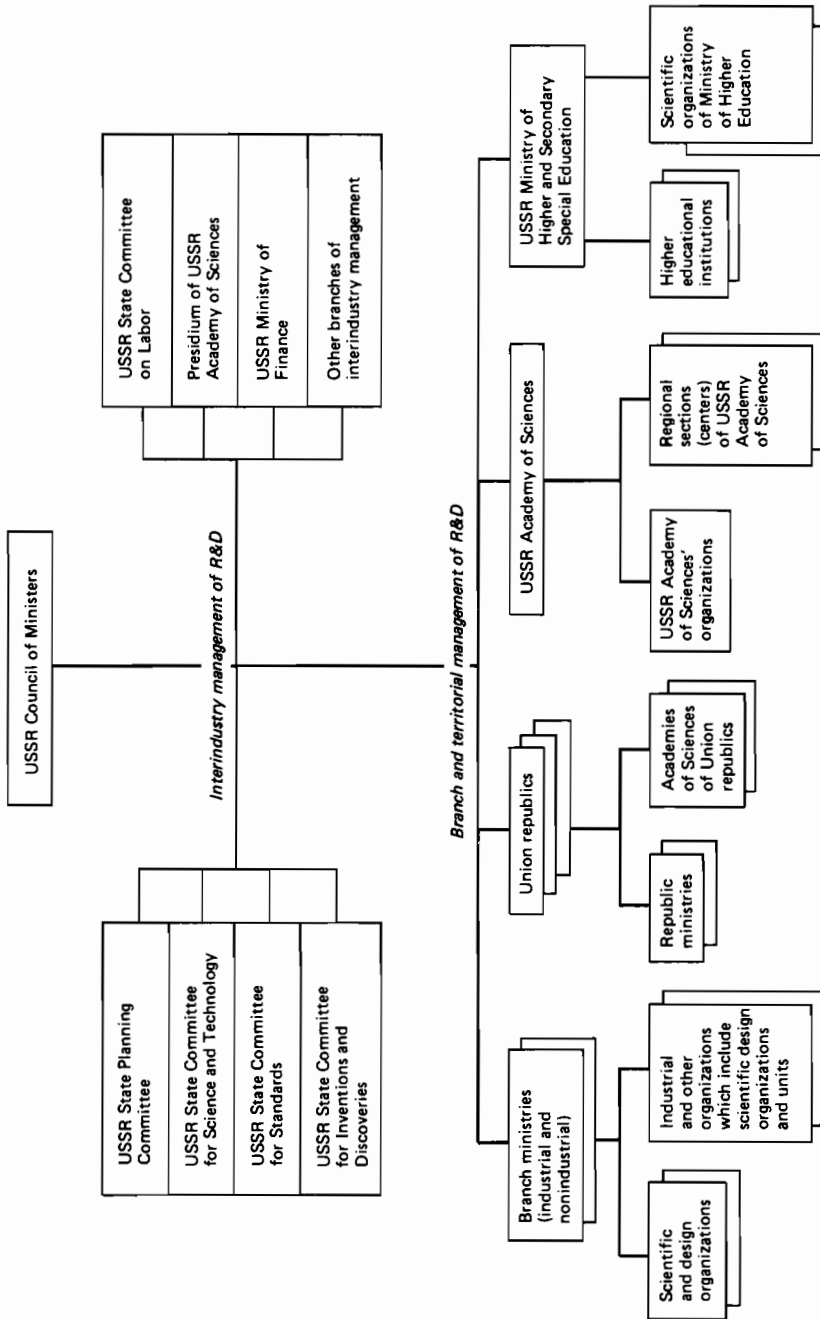 USSR Council of Ministers
Interindustry management of R&D
USSR State Planning
Committee
USSR State Committee
for Science and Technology
USSR State Committee
for Standards
USSR State Committee
for Inventions and
Discoveries
USSR State Committee
on Labor
Presidium of USSR
Academy of Sciences
USSR Ministry of
Finance
Other branches of
interindustry management
Branch and territorial management of R&D
Branch ministries
(industrial and
nonindustrial)
Union republics
USSR Academy of Sciences
USSR Ministry of
Higher and Secondary
Special Education
Scientific
and design
organizations
Industrial
and other
organizations
which include
scientific design
organizations
and units
Republic
ministries
Academies
of Sciences
of Union
republics
USSR Academy
of Sciences'
organizations
Regional
sections
(centers)
of USSR
Academy
of Sciences
Higher
educational
institutions
Scientific
organizations
of Ministry
of Higher
Education